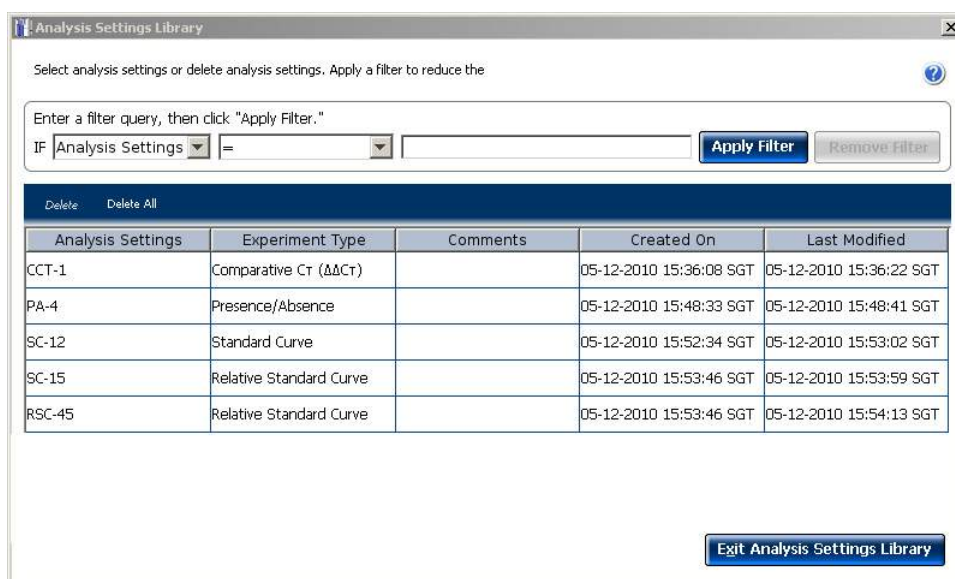 Analysis Settings Library
Select analysis settings or delete analysis settings. Apply a filter to reduce the
Enter a filter query, then click "Apply Filter."
IF Analysis Settings = Apply Filter Remove Filter
Delete Delete All
Analysis Settings Experiment Type Comments Created On Last Modified
CCT-1 Comparative Cт (ΔΔCт) 05-12-2010 15:36:08 SGT 05-12-2010 15:36:22 SGT
PA-4 Presence/Absence 05-12-2010 15:48:33 SGT 05-12-2010 15:48:41 SGT
SC-12 Standard Curve 05-12-2010 15:52:34 SGT 05-12-2010 15:53:02 SGT
SC-15 Relative Standard Curve 05-12-2010 15:53:46 SGT 05-12-2010 15:53:59 SGT
RSC-45 Relative Standard Curve 05-12-2010 15:53:46 SGT 05-12-2010 15:54:13 SGT
Exit Analysis Settings Library